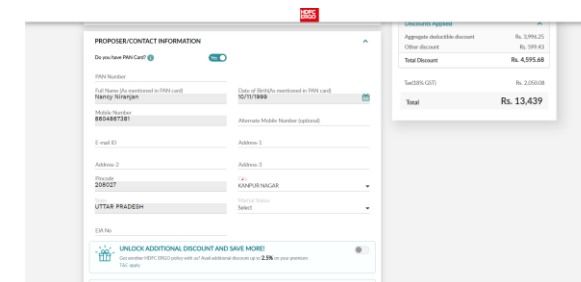 HDFC
ERGO
Discounts Applied
Aggregate deductible discount Rs. 3,996.25
Other discount Rs. 599.43
Total Discount Rs. 4,595.68
Tax(18% GST) Rs. 2,050.08
Total Rs. 13,439
PROPOSER/CONTACT INFORMATION
Do you have PAN Card? Yes
PAN Number
Full Name (As mentioned in PAN card) Date of Birth(As mentioned in PAN card)
Nancy Niranjan 10/11/1999
Mobile Number
8604867381 Alternate Mobile Number (optional)
E-mail ID Address 1
Address 2 Address 3
Pincode City
208027 KANPUR NAGAR
State Marital Status
UTTAR PRADESH Select
EIA No
UNLOCK ADDITIONAL DISCOUNT AND SAVE MORE!
Got another HDFC ERGO policy with us? Avail additional discount up to 2.5% on your premium.
T&C apply.